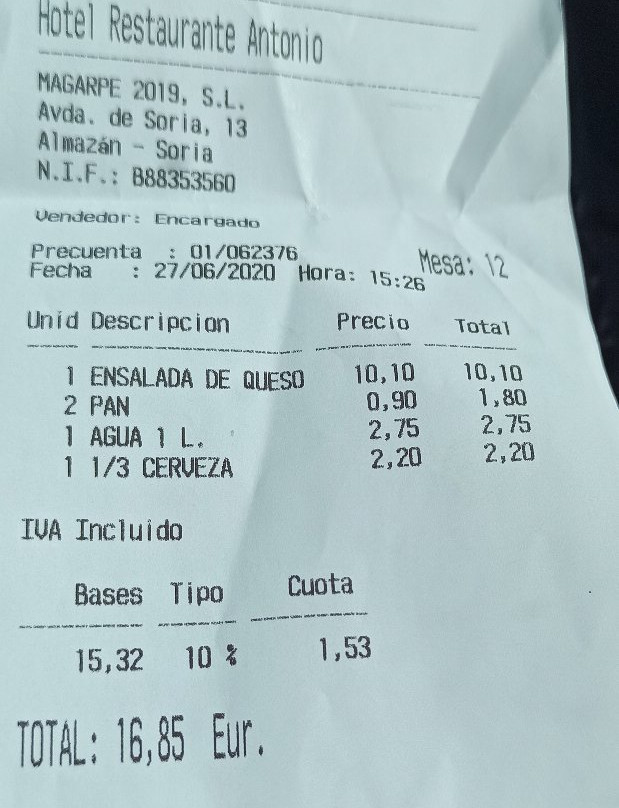 Hotel Restaurante Antonio
MAGARPE 2019, S.L.
Avda. de Soria, 13
Almazán - Soria
N.I.F.: B88353560
Vendedor: Encargado
Precuenta : 01/062376 Mesa: 12
Fecha : 27/06/2020 Hora: 15:26
Unid Descripcion Precio Total
1 ENSALADA DE QUESO 10,10 10,10
2 PAN 0,90 1,80
1 AGUA 1 L. 2,75 2,75
1 1/3 CERVEZA 2,20 2,20
IVA Incluido
Bases Tipo Cuota
15,32 10 % 1,53
TOTAL: 16,85 Eur.